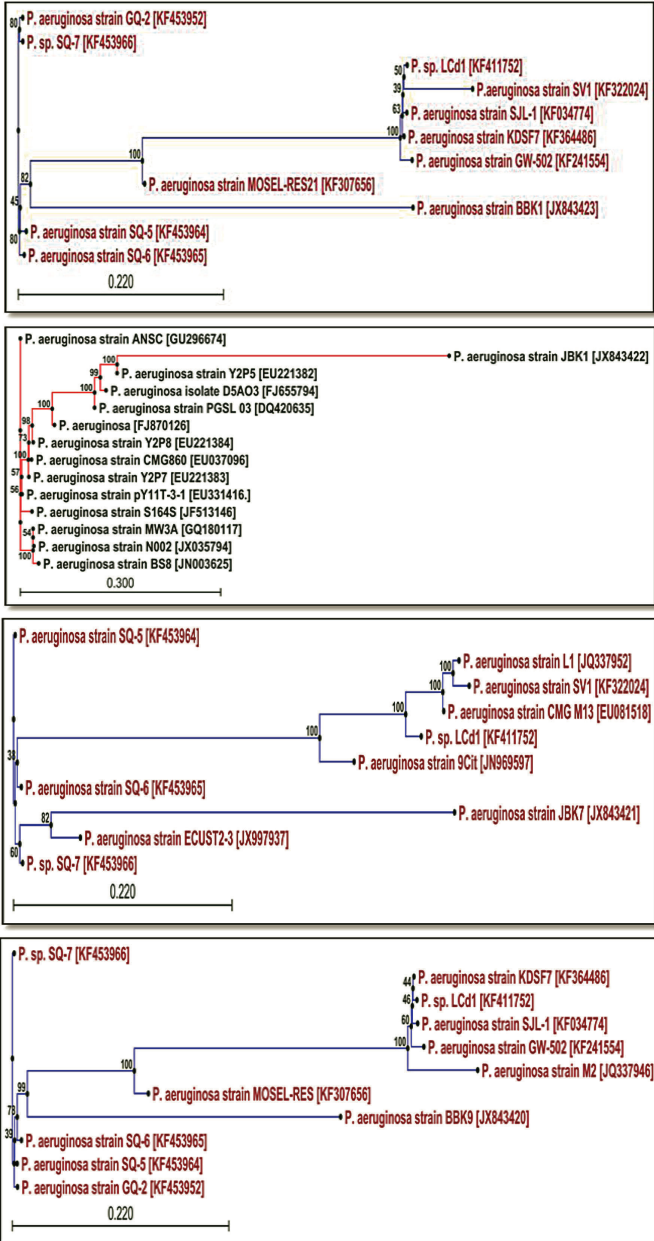 80
P. aeruginosa strain GQ-2 [KF453952]
P. sp. SQ-7 [KF453966]
50
P. sp. LCd1 [KF411752]
39
P.aeruginosa strain SV1 [KF322024]
63
P. aeruginosa strain SJL-1 [KF034774]
100
P. aeruginosa strain KDSF7 [KF364486]
100
P. aeruginosa strain GW-502 [KF241554]
82
P. aeruginosa strain MOSEL-RES21 [KF307656]
45
P. aeruginosa strain BBK1 [JX843423]
80
P. aeruginosa strain SQ-5 [KF453964]
P. aeruginosa strain SQ-6 [KF453965]
0.220
P. aeruginosa strain ANSC [GU296674]
100
P. aeruginosa strain JBK1 [JX843422]
99
P. aeruginosa strain Y2P5 [EU221382]
100
P. aeruginosa isolate D5AO3 [FJ655794]
100
P. aeruginosa strain PGSL 03 [DQ420635]
98
P. aeruginosa [FJ870126]
73
P. aeruginosa strain Y2P8 [EU221384]
100
P. aeruginosa strain CMG860 [EU037096]
57
P. aeruginosa strain Y2P7 [EU221383]
56
P. aeruginosa strain pY11T-3-1 [EU331416.]
P. aeruginosa strain S164S [JF513146]
54
P. aeruginosa strain MW3A [GQ180117]
P. aeruginosa strain N002 [JX035794]
100
P. aeruginosa strain BS8 [JN003625]
0.300
P. aeruginosa strain SQ-5 [KF453964]
100
P. aeruginosa strain L1 [JQ337952]
100
P. aeruginosa strain SV1 [KF322024]
100
P. aeruginosa strain CMG M13 [EU081518]
100
P. sp. LCd1 [KF411752]
38
P. aeruginosa strain 9Cit [JN969597]
P. aeruginosa strain SQ-6 [KF453965]
82
P. aeruginosa strain JBK7 [JX843421]
P. aeruginosa strain ECUST2-3 [JX997937]
60
P. sp. SQ-7 [KF453966]
0.220
P. sp. SQ-7 [KF453966]
44
P. aeruginosa strain KDSF7 [KF364486]
46
P. sp. LCd1 [KF411752]
60
P. aeruginosa strain SJL-1 [KF034774]
100
P. aeruginosa strain GW-502 [KF241554]
100
P. aeruginosa strain M2 [JQ337946]
99
P. aeruginosa strain MOSEL-RES [KF307656]
78
P. aeruginosa strain BBK9 [JX843420]
39
P. aeruginosa strain SQ-6 [KF453965]
P. aeruginosa strain SQ-5 [KF453964]
P. aeruginosa strain GQ-2 [KF453952]
0.220